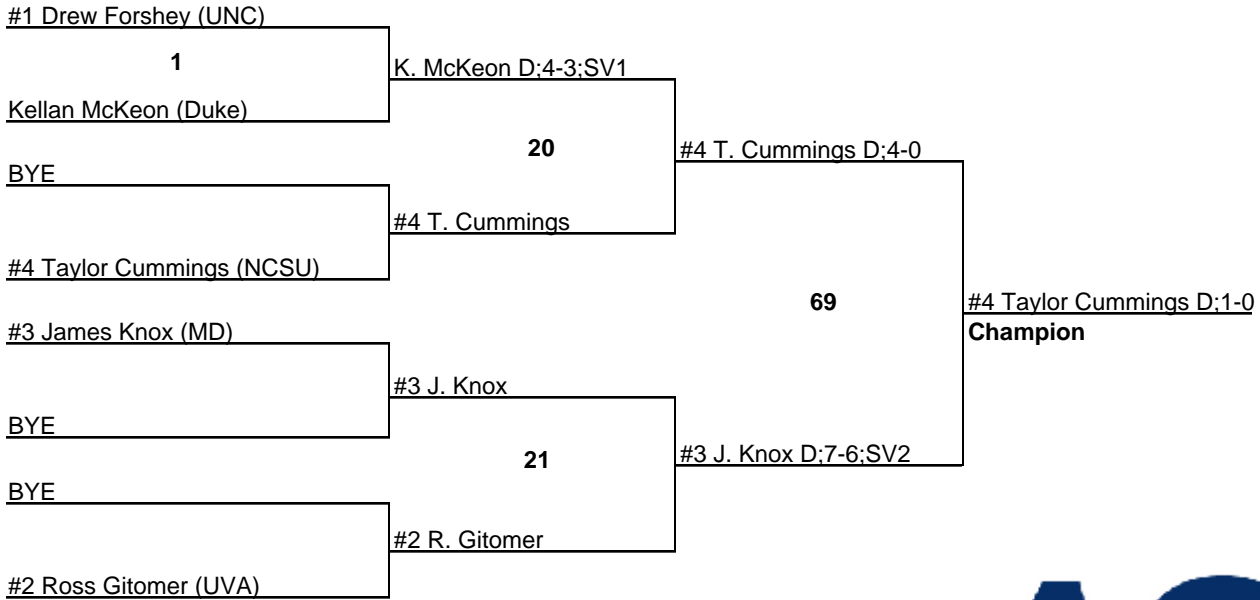 #1 Drew Forshey (UNC)
1
K. McKeon D;4-3;SV1
Kellan McKeon (Duke)
20
#4 T. Cummings D;4-0
BYE
#4 T. Cummings
#4 Taylor Cummings (NCSU)
69
#4 Taylor Cummings D;1-0
Champion
#3 James Knox (MD)
#3 J. Knox
BYE
21
#3 J. Knox D;7-6;SV2
BYE
#2 R. Gitomer
#2 Ross Gitomer (UVA)